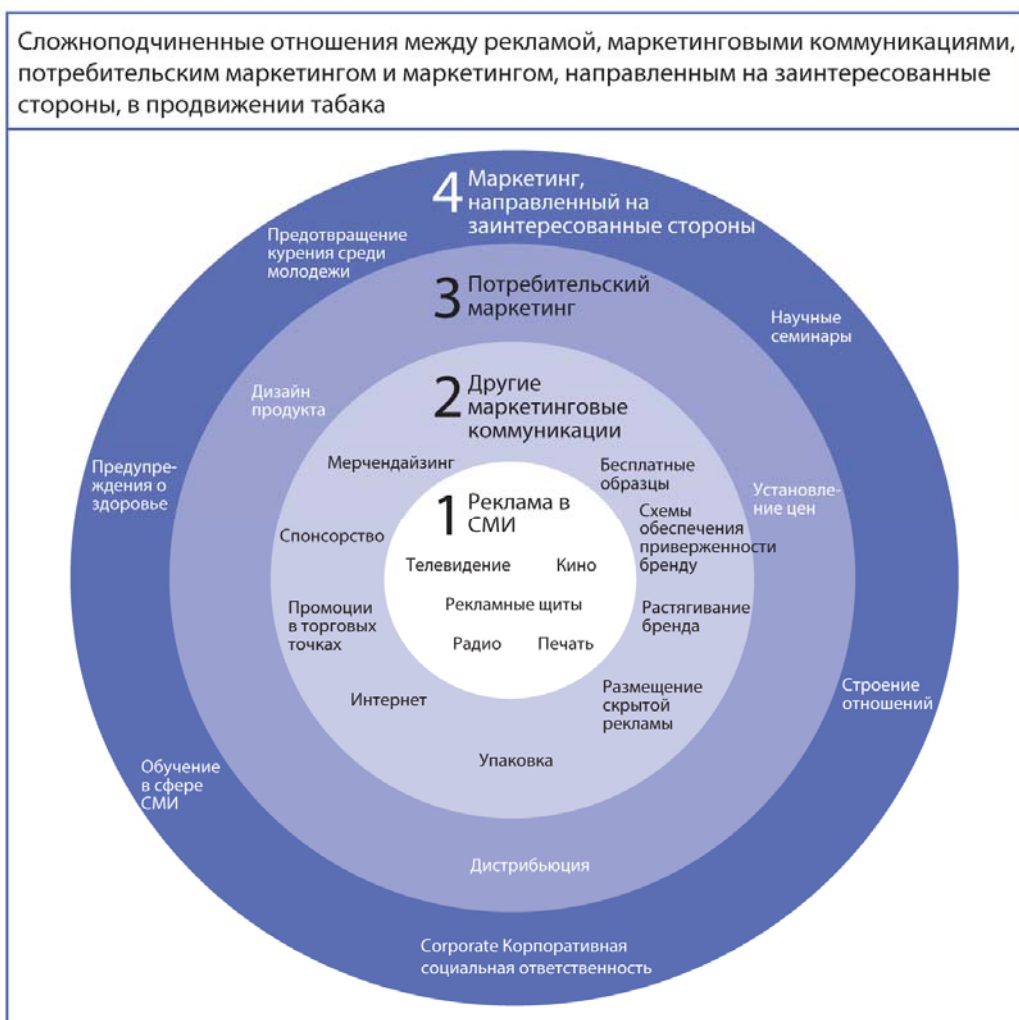 Сложноподчиненные отношения между рекламой, маркетинговыми коммуникациями,
потребительским маркетингом и маркетингом, направленным на заинтересованные
стороны, в продвижении табака
4 Маркетинг,
направленный на
заинтересованные стороны
Предотвращение
курения среди
молодежи
Научные
семинары
Предупре-
ждения о
здоровье
Строение
отношений
Обучение
в сфере
СМИ
Corporate Корпоративная
социальная ответственность
3 Потребительский
маркетинг
Дизайн
продукта
Установле-
ние цен
Дистрибьюция
2 Другие
маркетинговые
коммуникации
Мерчендайзинг
Бесплатные
образцы
Спонсорство
Схемы
обеспечения
приверженности
бренду
Промоции
в торговых
точках
Растягивание
бренда
Интернет
Размещение
скрытой
рекламы
Упаковка
1 Реклама в
СМИ
Телевидение Кино
Рекламные щиты
Радио Печать